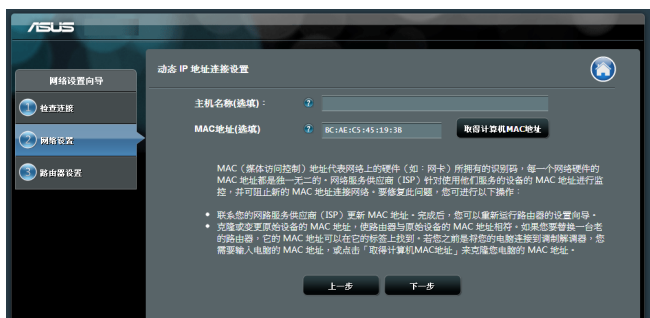 ASUS
网络设置向导
1 检查连接
2 网络设置
3 路由器设置
动态 IP 地址连接设置
主机名称(选填)：
MAC地址(选填) BC:AE:C5:45:19:38 取得计算机MAC地址
MAC（媒体访问控制）地址代表网络上的硬件（如：网卡）所拥有的识别码，每一个网络硬件的
MAC 地址都是独一无二的。网络服务供应商（ISP）针对使用他们服务的设备的 MAC 地址进行监
控，并可阻止新的 MAC 地址连接网络。要修复此问题，您可进行以下操作：
• 联系您的网路服务供应商（ISP）更新 MAC 地址。完成后，您可以重新运行路由器的设置向导。
• 克隆或变更原始设备的 MAC 地址，使路由器与原始设备的 MAC 地址相符。如果您要替换一台老
的路由器，它的 MAC 地址可以在它的标签上找到。若您之前是将您的电脑连接到调制解调器，您
需要输入电脑的 MAC 地址，或点击「取得计算机MAC地址」来克隆您电脑的 MAC 地址。
上一步 下一步